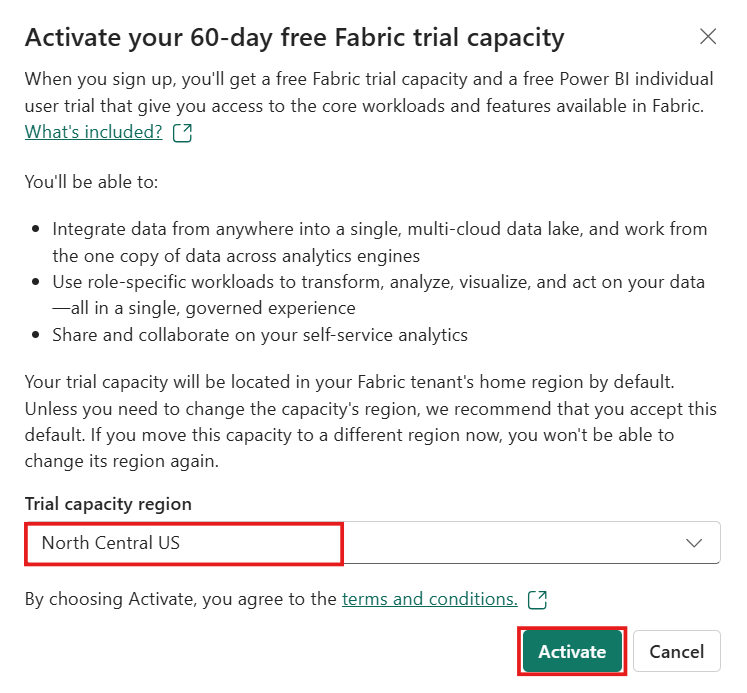 Activate your 60-day free Fabric trial capacity
When you sign up, you'll get a free Fabric trial capacity and a free Power BI individual
user trial that give you access to the core workloads and features available in Fabric.
What's included?
You'll be able to:
• Integrate data from anywhere into a single, multi-cloud data lake, and work from
the one copy of data across analytics engines
• Use role-specific workloads to transform, analyze, visualize, and act on your data
—all in a single, governed experience
• Share and collaborate on your self-service analytics
Your trial capacity will be located in your Fabric tenant's home region by default.
Unless you need to change the capacity's region, we recommend that you accept this
default. If you move this capacity to a different region now, you won't be able to
change its region again.
Trial capacity region
North Central US
By choosing Activate, you agree to the terms and conditions.
Activate Cancel